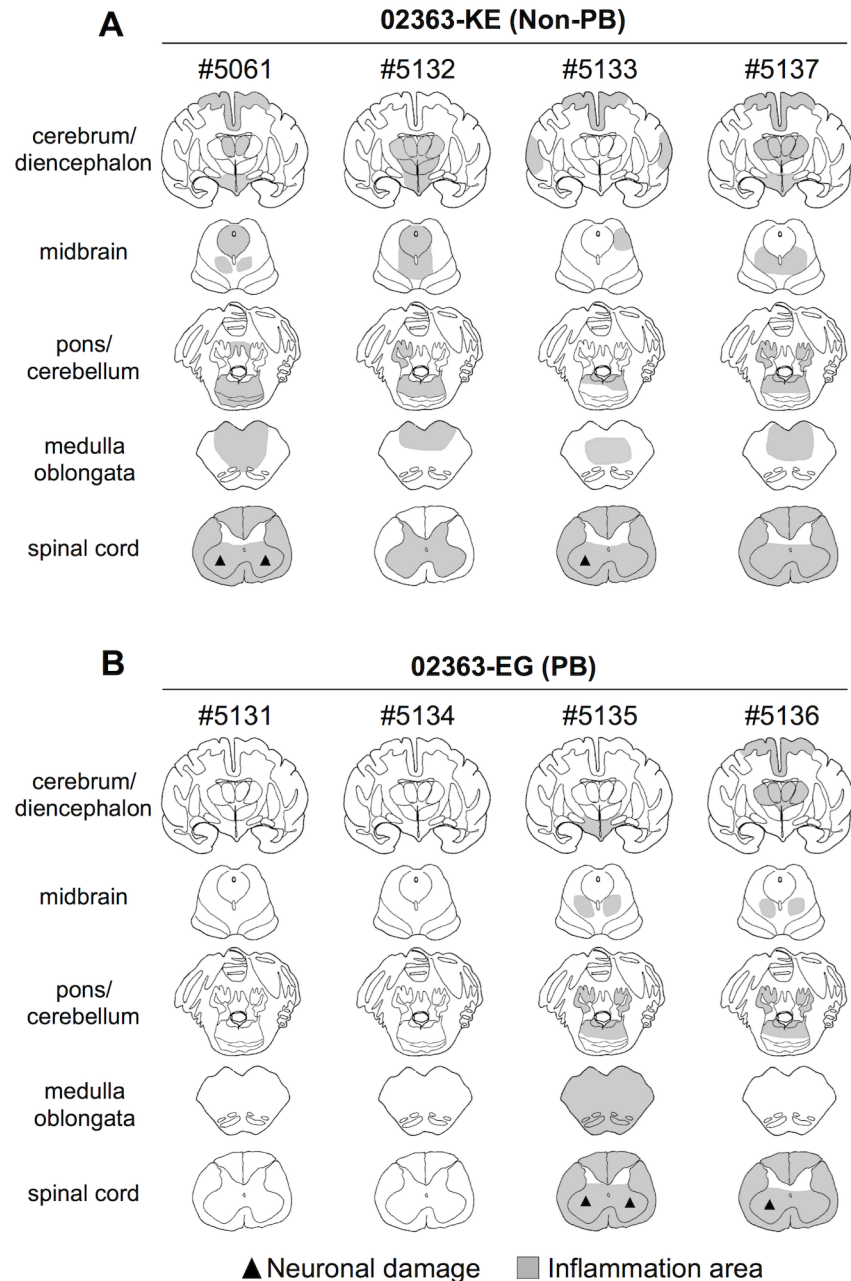 A
02363-KE (Non-PB)
#5061 #5132 #5133 #5137
cerebrum/
diencephalon
midbrain
pons/
cerebellum
medulla
oblongata
spinal cord
B
02363-EG (PB)
#5131 #5134 #5135 #5136
cerebrum/
diencephalon
midbrain
pons/
cerebellum
medulla
oblongata
spinal cord
▲ Neuronal damage Inflammation area